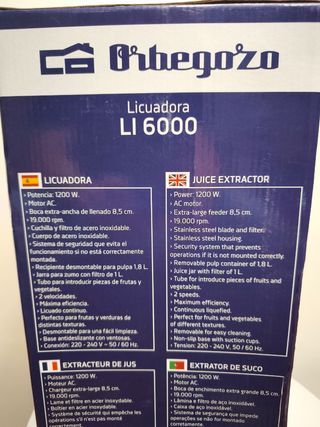 Orbegozo
Licuadora
LI 6000
LICUADORA
› Potencia: 1200 W.
› Motor AC.
› Boca extra-ancha de llenado 8,5 cm.
› 19.000 rpm.
› Cuchilla y filtro de acero inoxidable.
› Cuerpo de acero inoxidable.
› Sistema de seguridad que evita el
funcionamiento si no está correctamente
montado.
› Recipiente desmontable para pulpa 1,8 L.
› Jarra para zumo con filtro de 1 L.
› Tubo para introducir piezas de frutas y
vegetales.
› 2 velocidades.
› Máxima eficiencia.
› Licuado continuo.
› Perfecto para frutas y verduras de
distintas texturas.
› Desmontable para una fácil limpieza.
› Base antideslizante con ventosas.
› Conexión: 220 - 240 V ~ 50 / 60 Hz.
JUICE EXTRACTOR
› Power: 1200 W.
› AC motor.
› Extra-large feeder 8,5 cm.
› 19.000 rpm.
› Stainless steel blade and filter.
› Stainless steel housing.
› Security system that prevents
operations if it is not mounted correctly.
› Removable pulp container of 1,8 L.
› Juice jar with filter of 1 L.
› Tube for introduce pieces of fruits and
vegetables.
› 2 speeds.
› Maximum efficiency.
› Continuous liquefied.
› Perfect for fruits and vegetables
of different textures.
› Removable for easy cleaning.
› Non-slip base with suction cups.
› Tension: 220 - 240 V ~ 50 / 60 Hz.
EXTRACTEUR DE JUS
› Puissance: 1200 W.
› Moteur AC.
› Chargeur extra-large 8,5 cm.
› 19.000 rpm.
› Lame et filter en acier inoxydable.
› Boîtier en acier inoxydable.
› Système de sécurité qui empêche les
opérations s'il n'est pas monté
EXTRATOR DE SUCO
› Potência: 1200 W.
› Motor AC.
› Boca de enchimento extra grande 8,5 cm.
› 19.000 rpm.
› Lâmina e filtro de aço inoxidável.
› Caixa de aço inoxidável.
› Sistema de segurança que impede
operações se não for montado